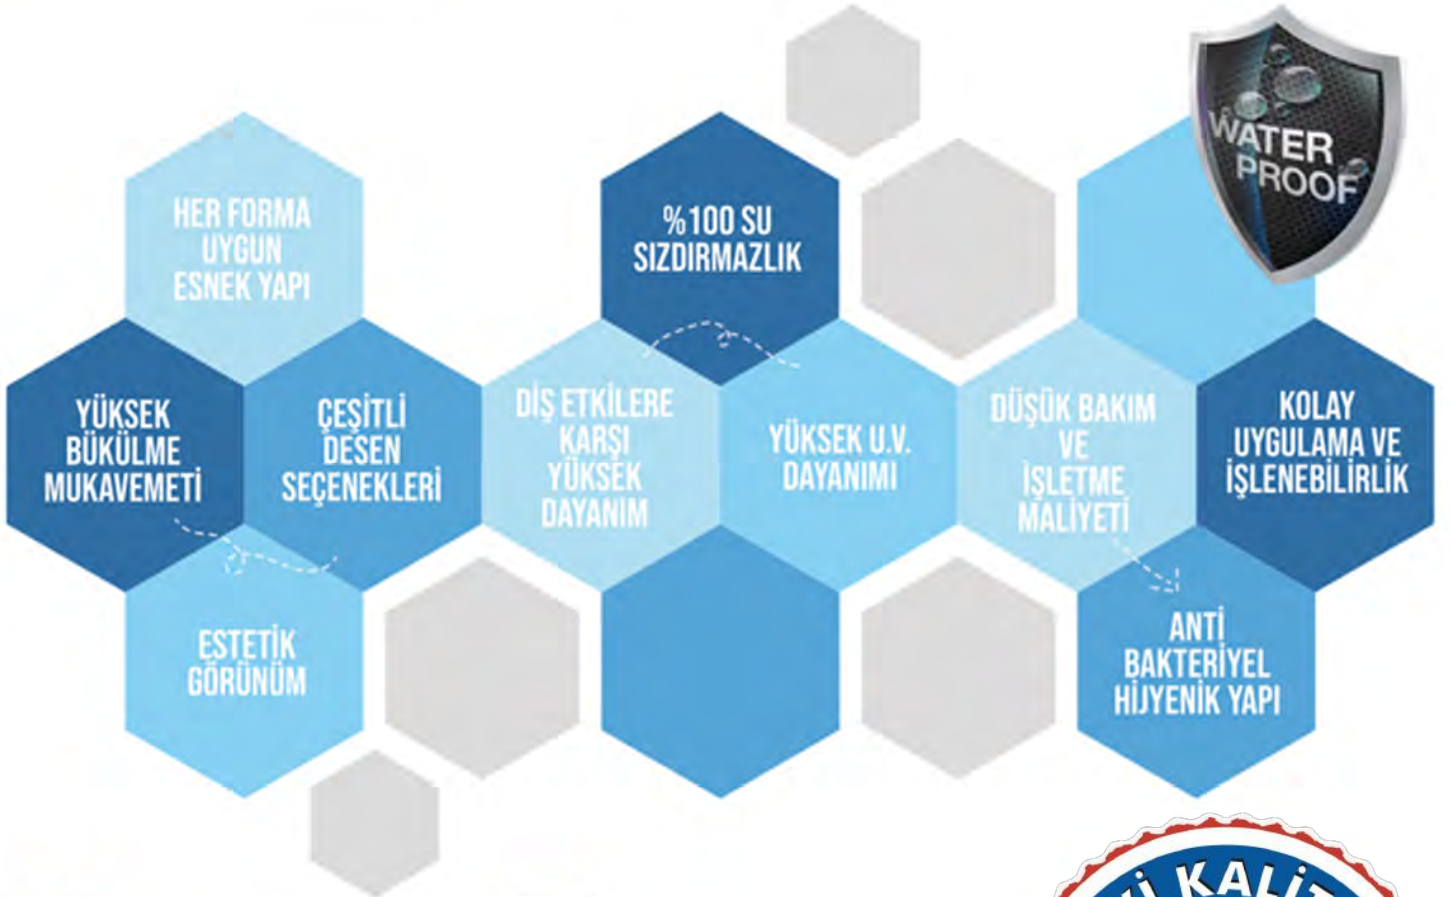 WATER
PROOF
HER FORMA
UYGUN
ESNEK YAPI
%100 SU
SIZDIRMAZLIK
YÜKSEK
BÜKÜLME
MUKAVEMETİ
ÇEŞİTLİ
DESEN
SEÇENEKLERİ
DİŞ ETKİLERE
KARŞI
YÜKSEK
DAYANIM
YÜKSEK U.V.
DAYANIMI
DÜŞÜK BAKIM
VE
İŞLETME
MALİYETİ
KOLAY
UYGULAMA VE
İŞLENEBİLİRLİK
ESTETİK
GÖRÜNÜM
ANTİ
BAKTERİYEL
HİJYENİK YAPI